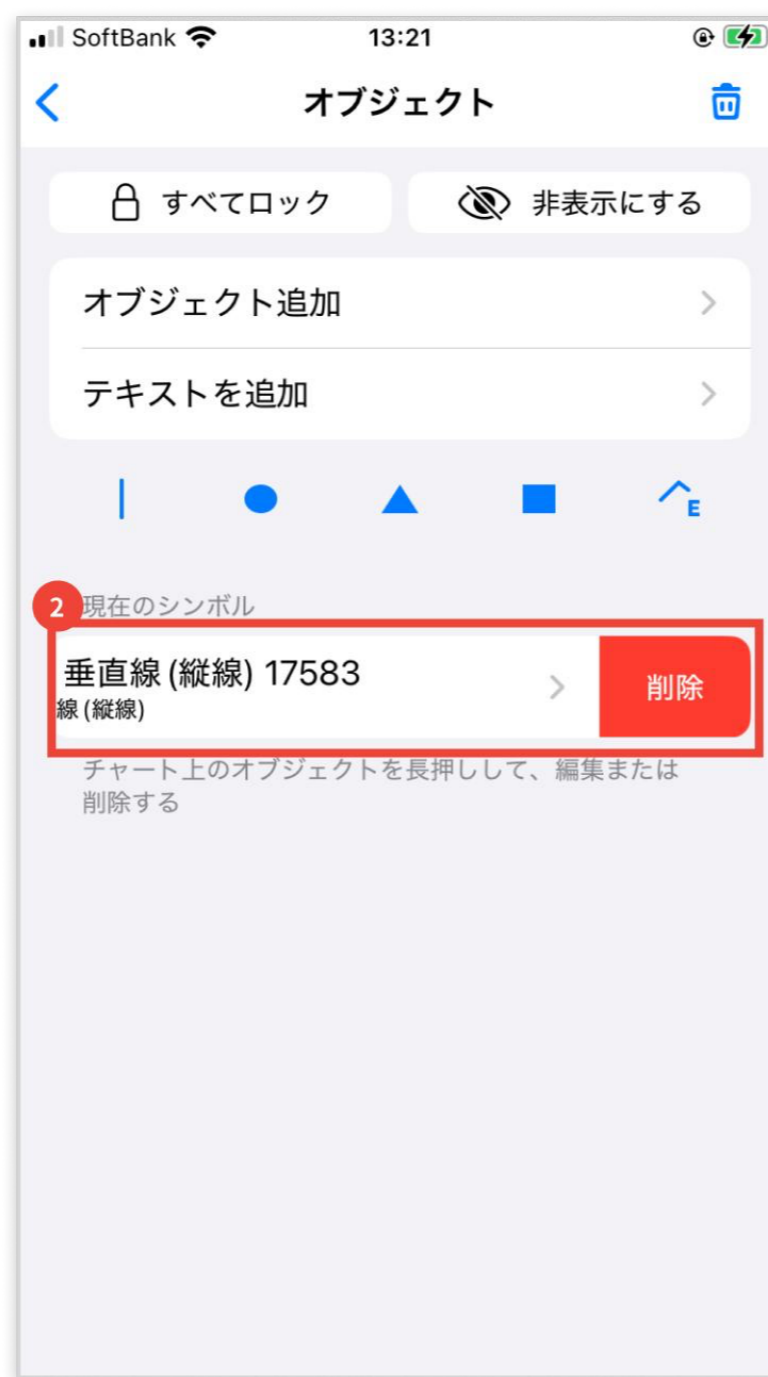 SoftBank 13:21
オブジェクト
すべてロック 非表示にする
オブジェクト追加
テキストを追加
E
2 現在のシンボル
垂直線 (縦線) 17583
削除
線 (縦線)
チャート上のオブジェクトを長押しして、編集または
削除する